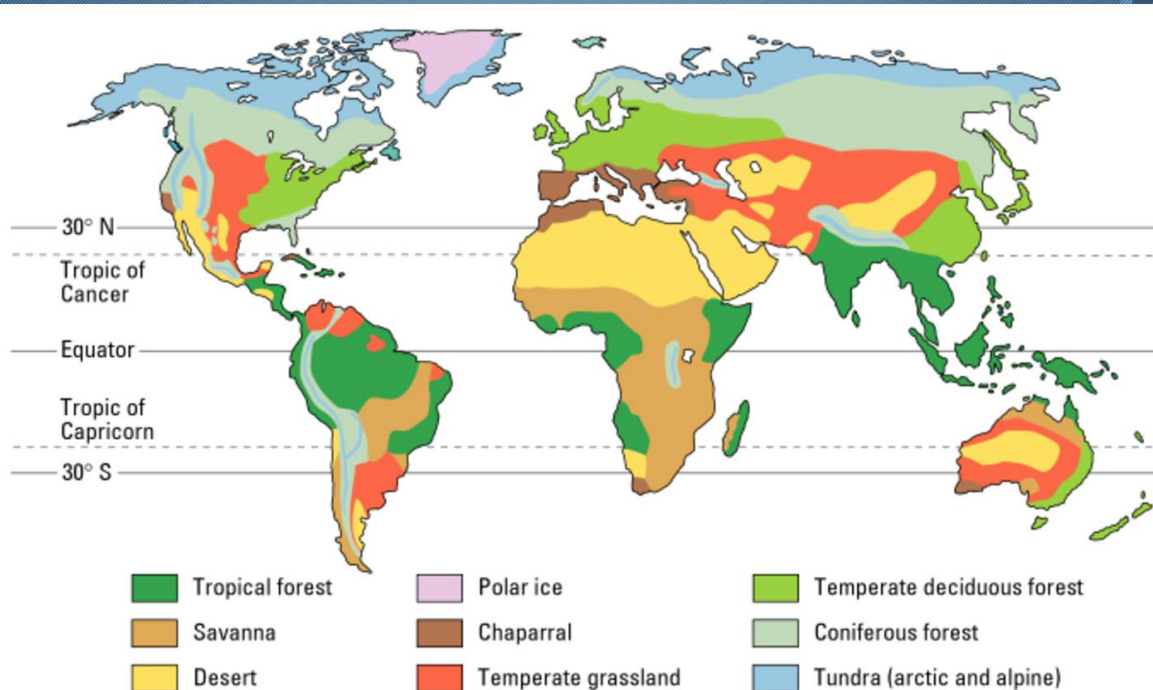 30° N
Tropic of
Cancer
Equator
Tropic of
Capricorn
30° S
Tropical forest
Polar ice
Temperate deciduous forest
Savanna
Chaparral
Coniferous forest
Desert
Temperate grassland
Tundra (arctic and alpine)